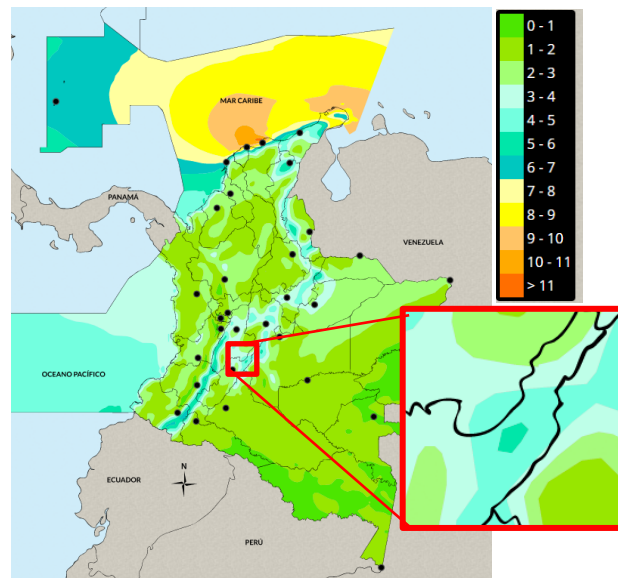 0 - 1
1 - 2
2 - 3
3 - 4
4 - 5
5 - 6
6 - 7
7 - 8
8 - 9
9 - 10
10 - 11
> 11
MAR CARIBE
PANAMÁ
VENEZUELA
OCEANO PACÍFICO
N
ECUADOR
PERÚ